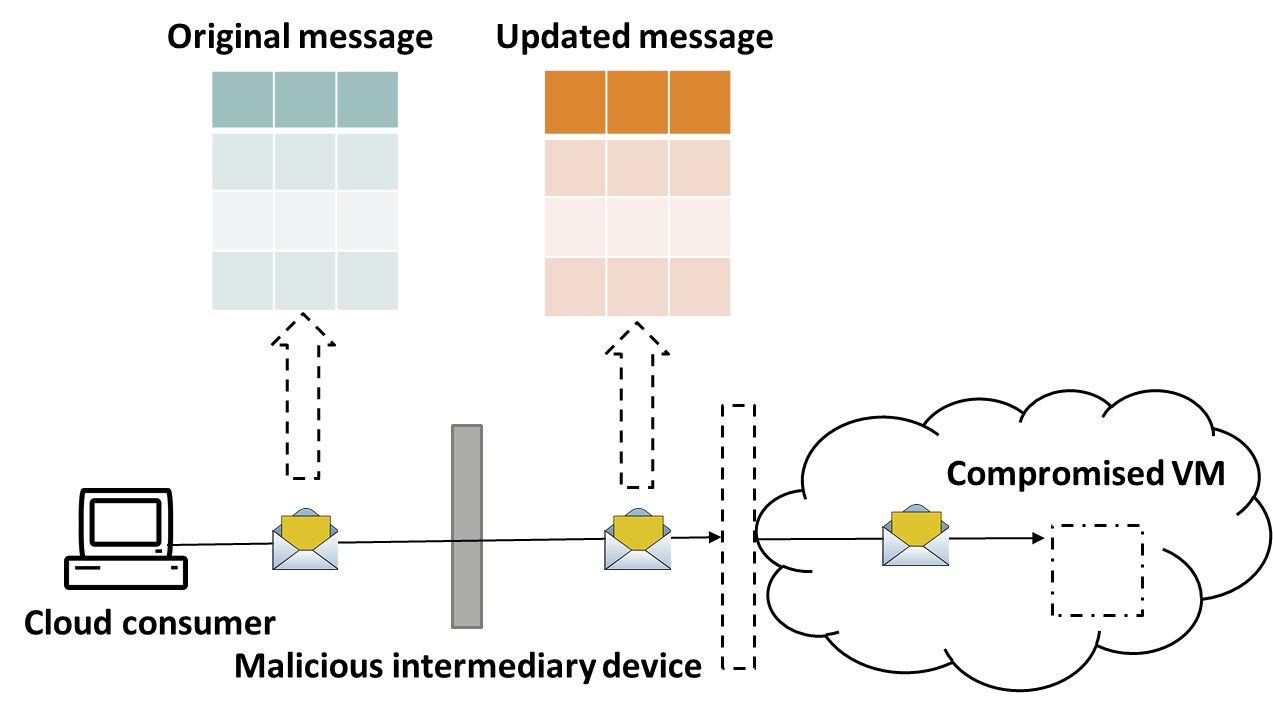 Original message
Updated message
Compromised VM
Cloud consumer
Malicious intermediary device